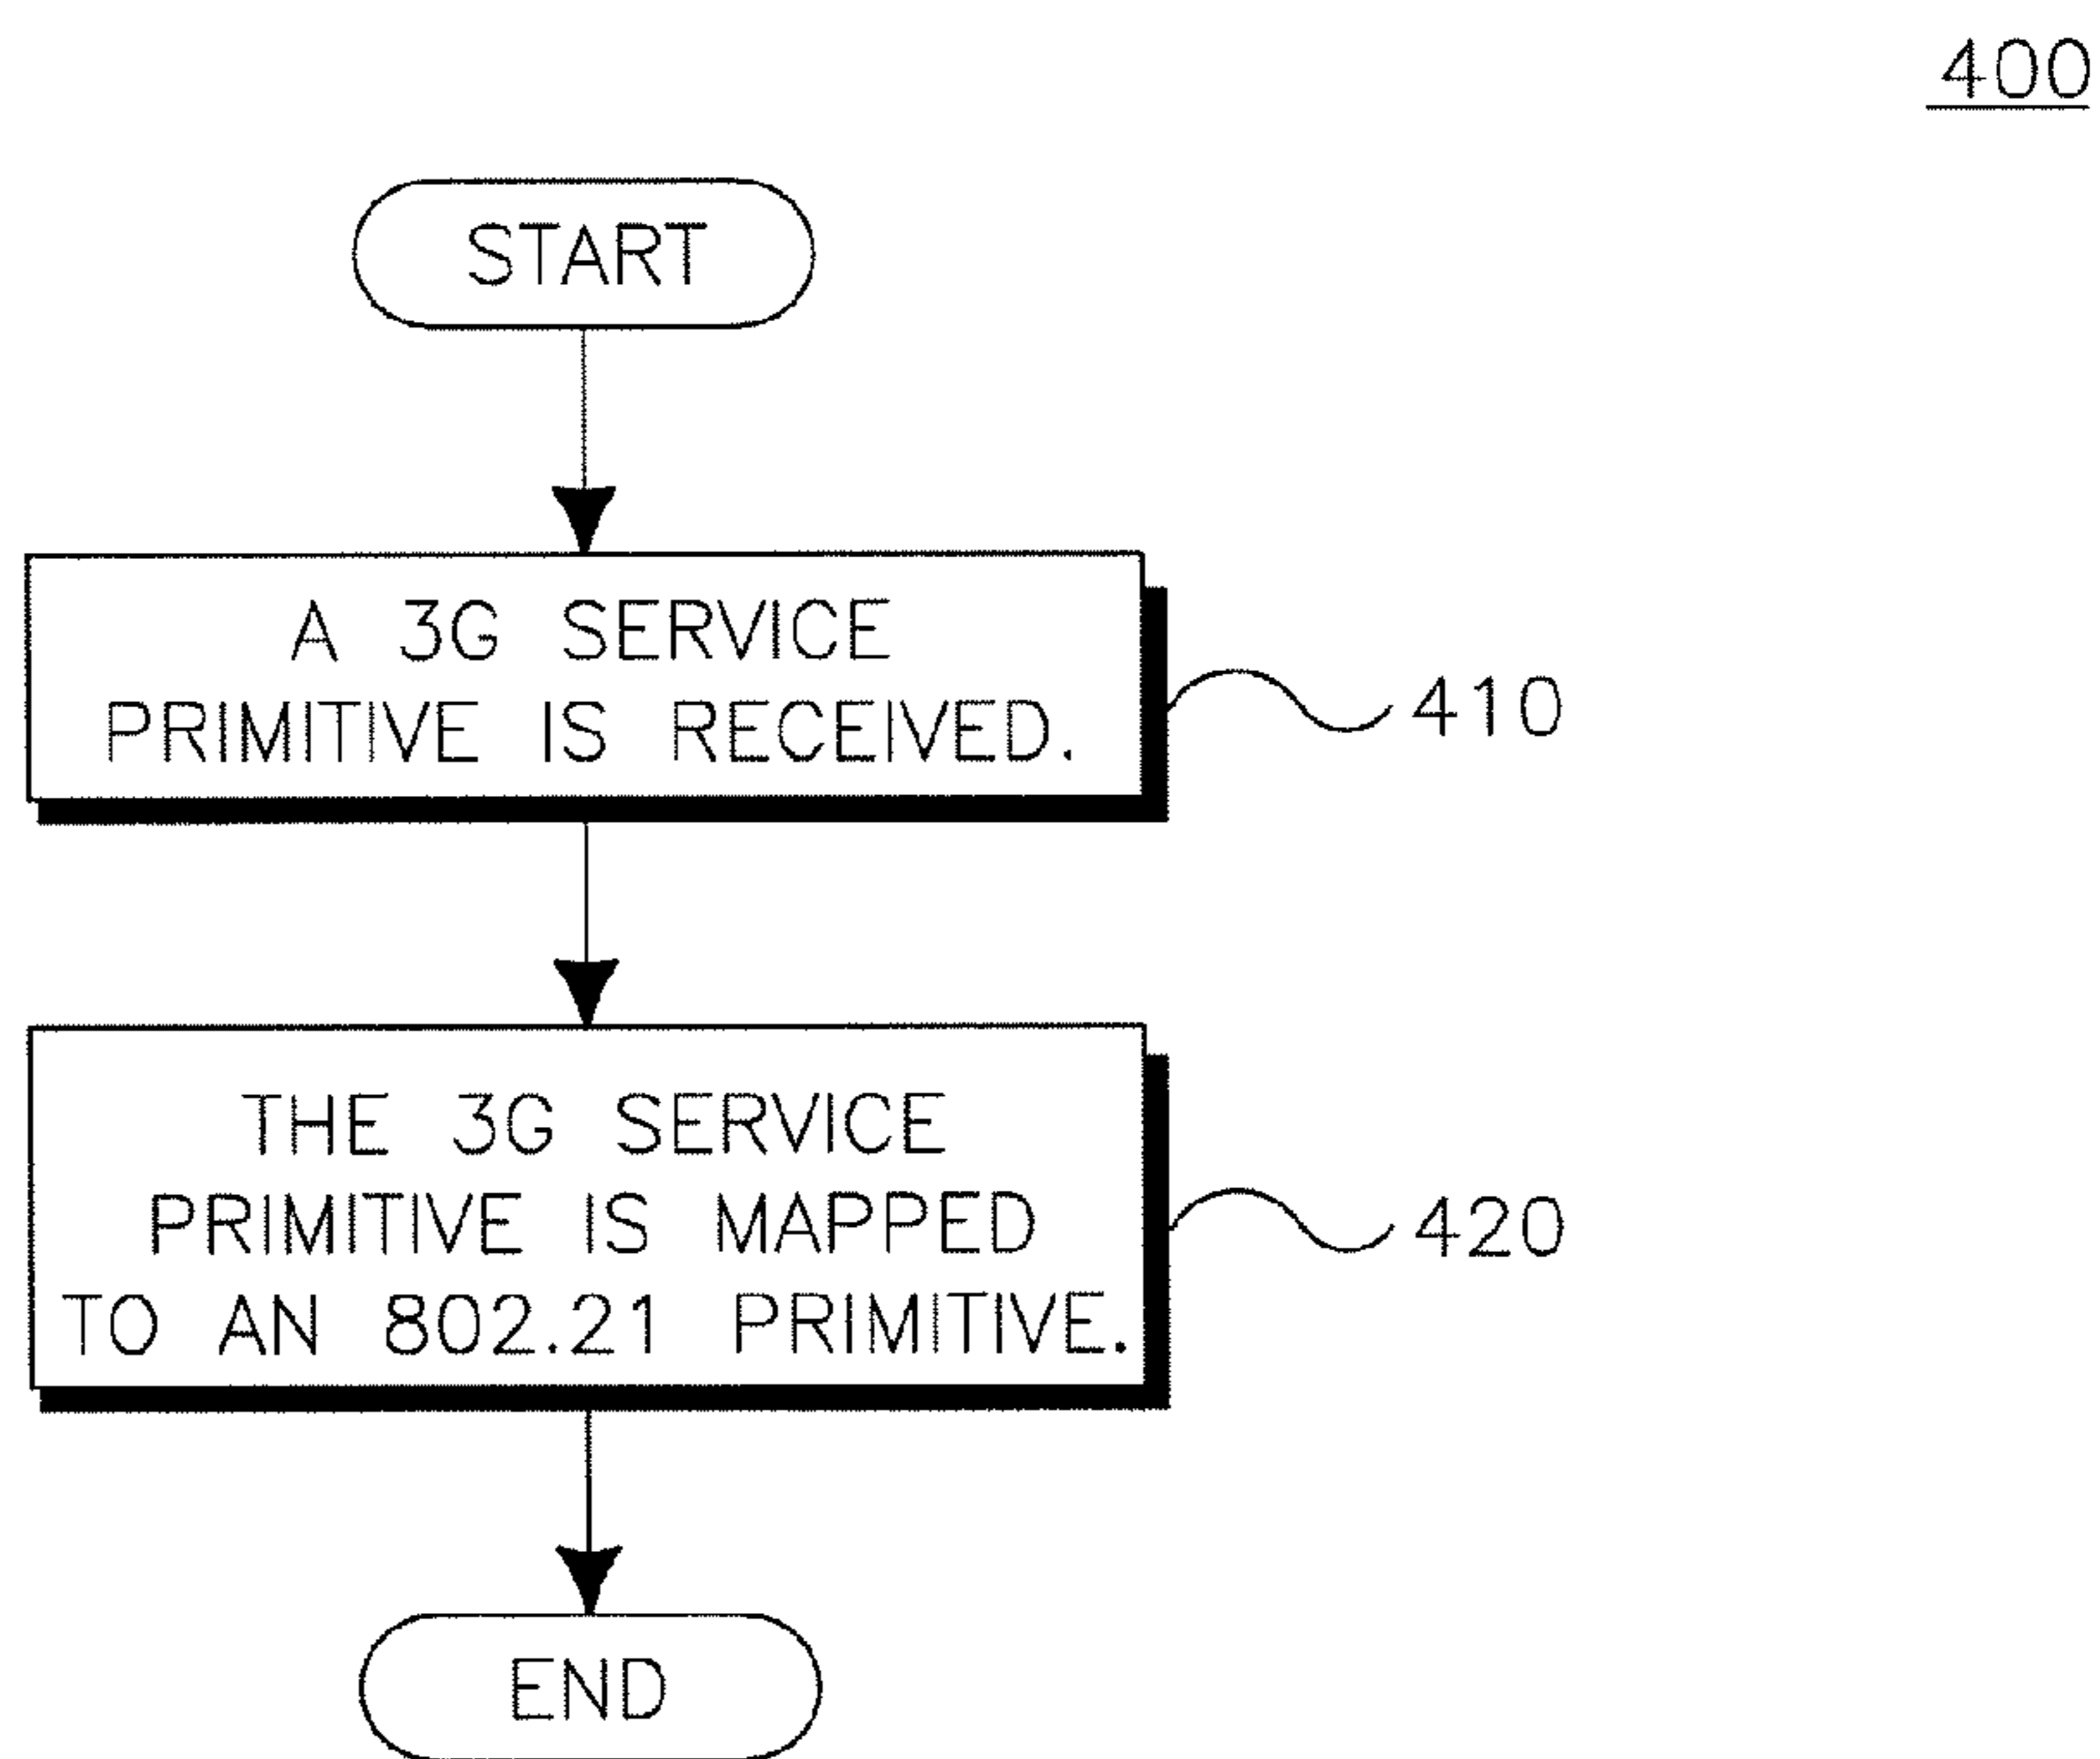 400
START
A 3G SERVICE
PRIMITIVE IS RECEIVED.
410
THE 3G SERVICE
PRIMITIVE IS MAPPED
TO AN 802.21 PRIMITIVE.
420
END